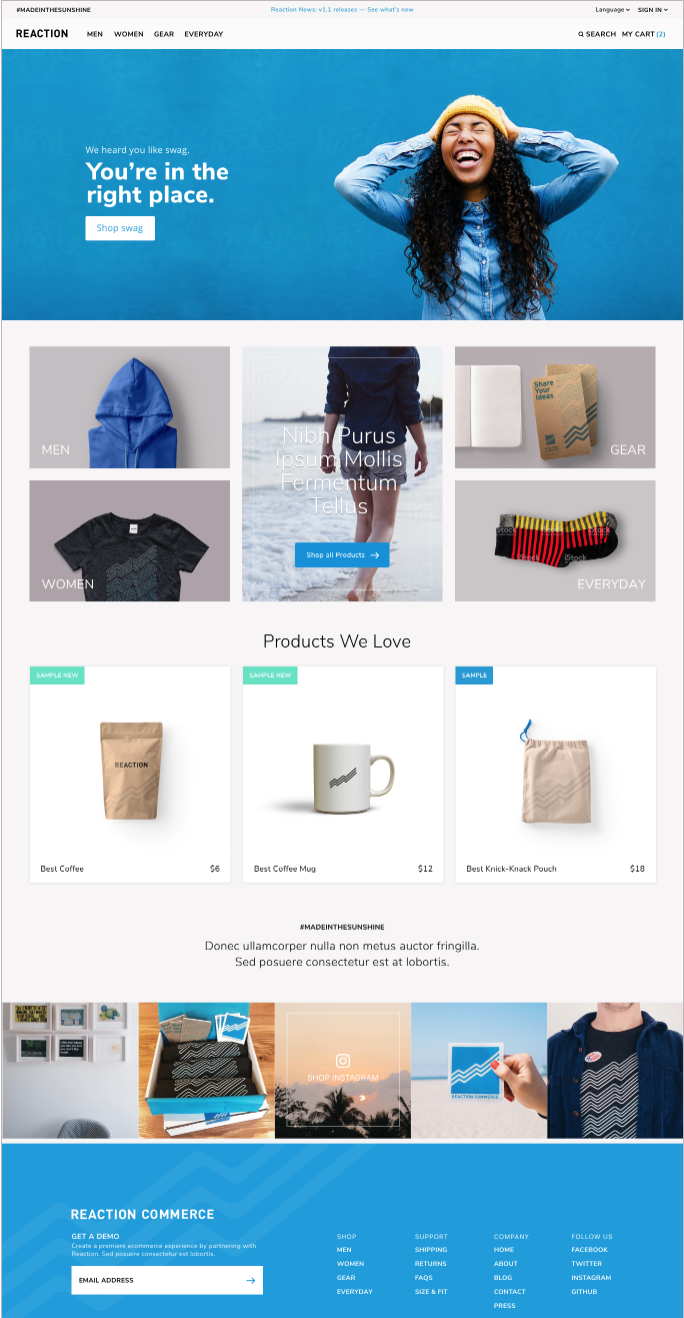 #MADEINTHESUNSHINE
Reaction News: v1.1 releases — See what's new
Language
SIGN IN
REACTION
MEN
WOMEN
GEAR
EVERYDAY
SEARCH
MY CART (2)
We heard you like swag.
You're in the
right place.
Shop swag
MEN
Nibh Purus
Ipsum Mollis
Fermentum
Tellus
Shop all Products
Share
Your
Ideas
GEAR
WOMEN
iStock
iStock
iStock
EVERYDAY
Products We Love
SAMPLE NEW
SAMPLE NEW
SAMPLE
REACTION
Best Coffee
$6
Best Coffee Mug
$12
Best Knick-Knack Pouch
$18
#MADEINTHESUNSHINE
Donec ullamcorper nulla non metus auctor fringilla.
Sed posuere consectetur est at lobortis.
SHOP INSTAGRAM
REACTION COMMERCE
REACTION COMMERCE
GET A DEMO
Create a premiere ecommerce experience by partnering with
Reaction. Sed posuere consectetur est lobortis.
EMAIL ADDRESS
SHOP
MEN
WOMEN
GEAR
EVERYDAY
SUPPORT
SHIPPING
RETURNS
FAQS
SIZE & FIT
COMPANY
HOME
ABOUT
BLOG
CONTACT
PRESS
FOLLOW US
FACEBOOK
TWITTER
INSTAGRAM
GITHUB